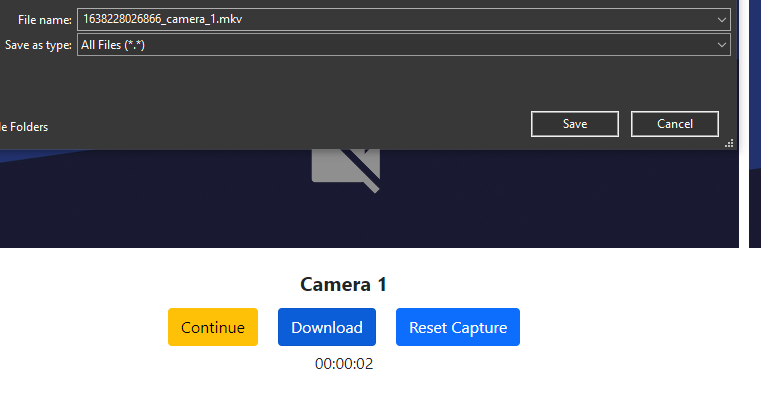 File name: 1638228026866_camera_1.mkv
Save as type: All Files (*.*)
Folders
Save Cancel
Camera 1
Continue Download Reset Capture
00:00:02